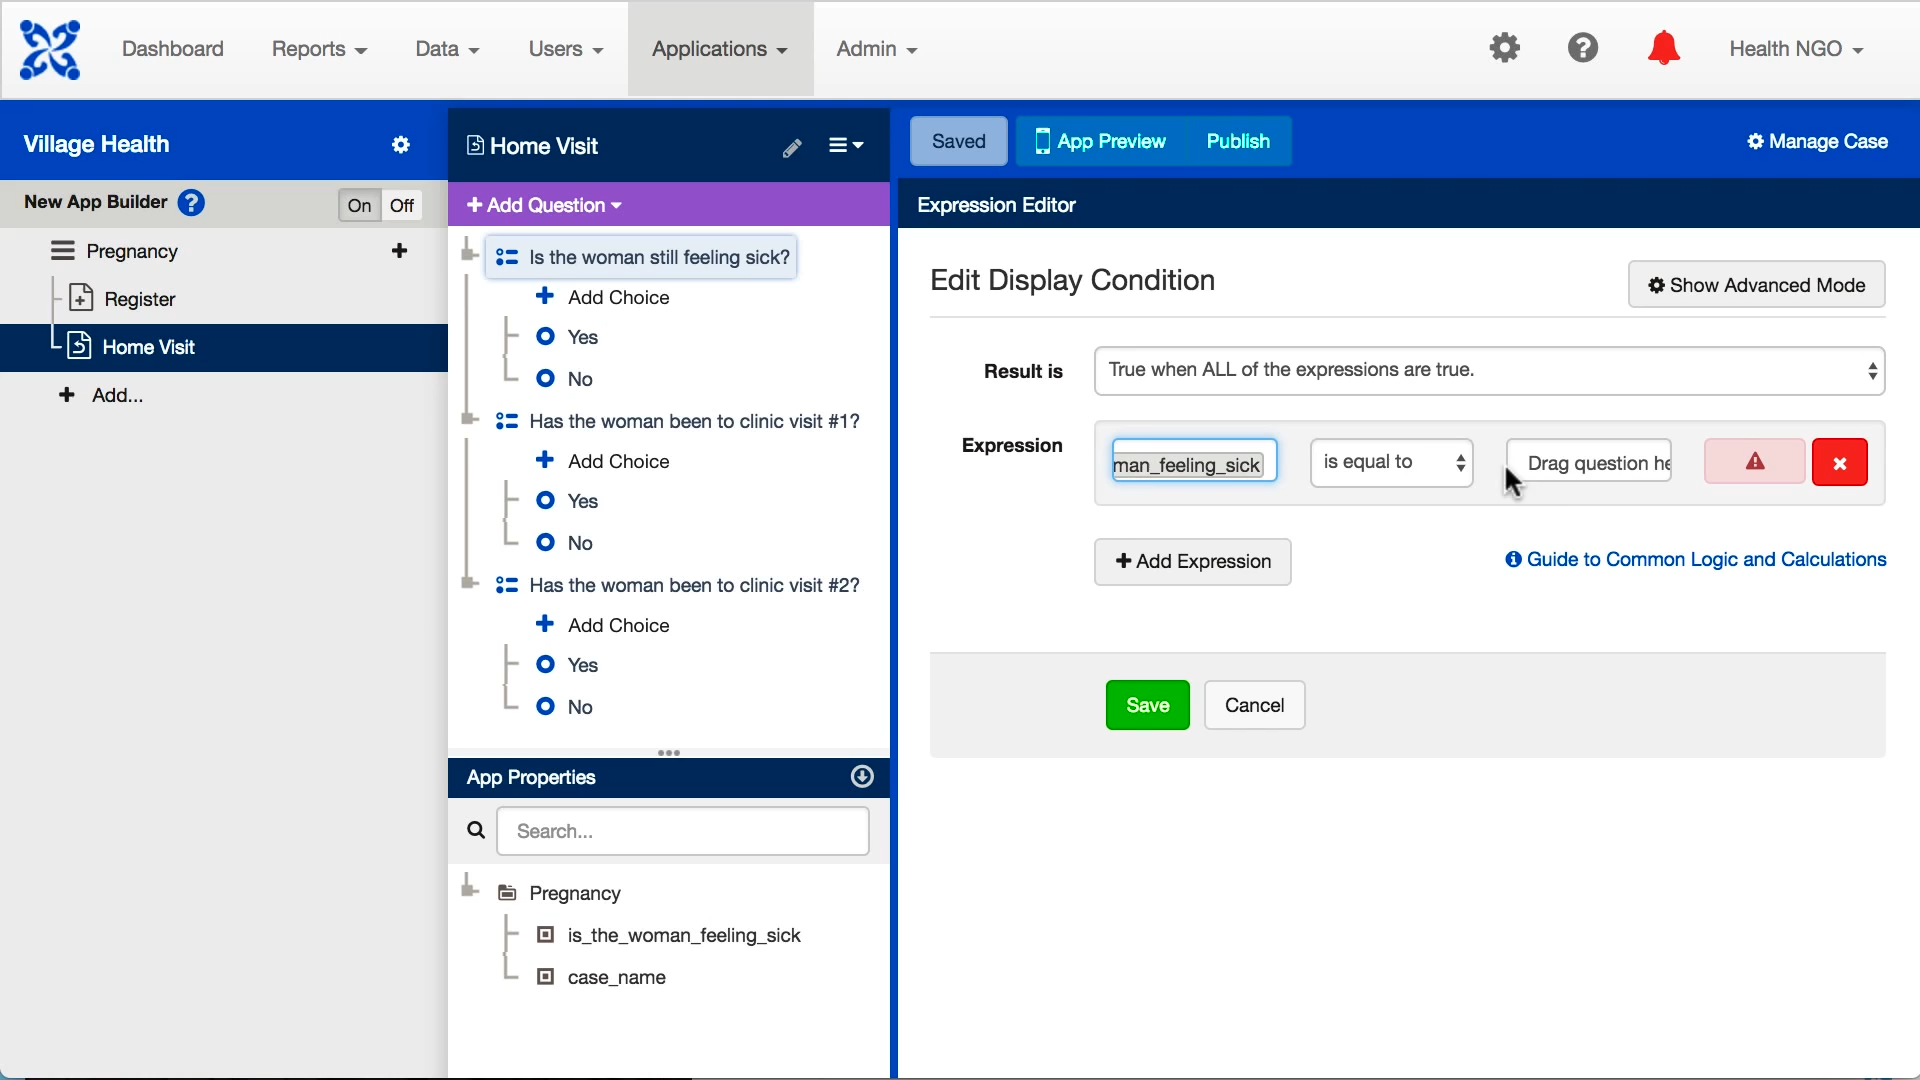 Dashboard Reports Data Users Applications Admin Health NGO
Village Health
New App Builder On Off
Pregnancy
Register
Home Visit
Add...
Home Visit
Add Question
Is the woman still feeling sick?
Add Choice
Yes
No
Has the woman been to clinic visit #1?
Add Choice
Yes
No
Has the woman been to clinic visit #2?
Add Choice
Yes
No
App Properties
Search...
Pregnancy
is_the_woman_feeling_sick
case_name
Saved App Preview Publish Manage Case
Expression Editor
Edit Display Condition Show Advanced Mode
Result is True when ALL of the expressions are true.
Expression man_feeling_sick is equal to Drag question he
Add Expression Guide to Common Logic and Calculations
Save Cancel